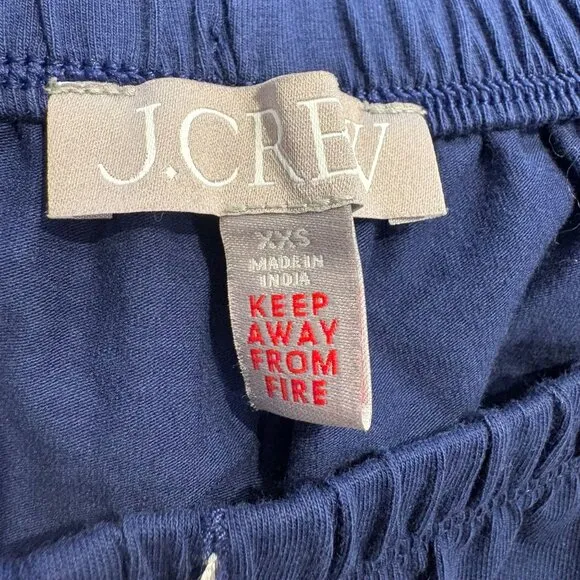 J.CREW
XXS
MADE IN
INDIA
KEEP
AWAY
FROM
FIRE